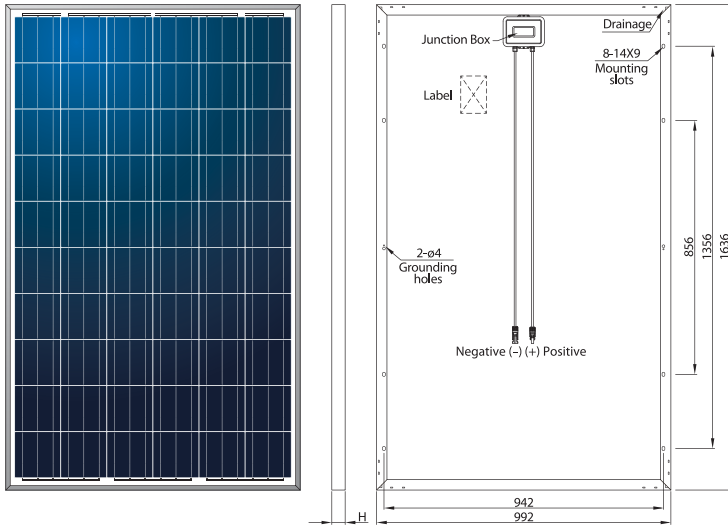 Drainage
Junction Box
8-14X9
Mounting
slots
Label
2-ø4
Grounding
holes
856
1356
1636
Negative (–) (+) Positive
942
H
992